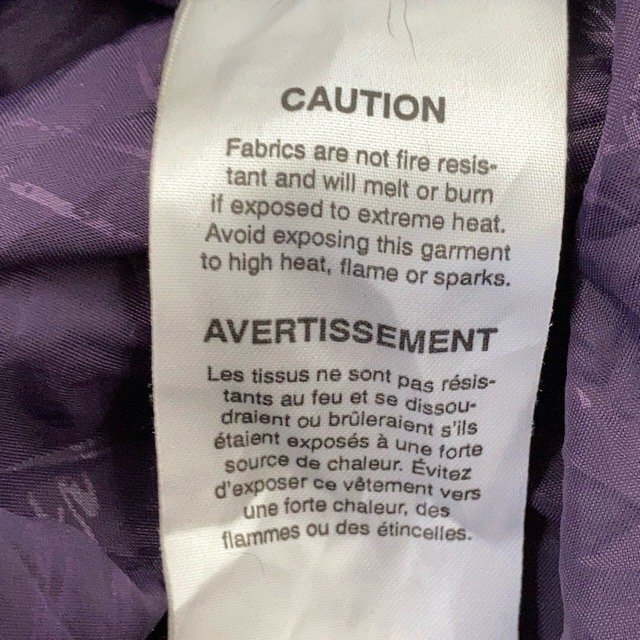 CAUTION
Fabrics are not fire resis-
tant and will melt or burn
if exposed to extreme heat.
Avoid exposing this garment
to high heat, flame or sparks.
AVERTISSEMENT
Les tissus ne sont pas résis-
tants au feu et se dissou-
draient ou brûleraient s'ils
étaient exposés à une forte
source de chaleur. Évitez
d'exposer ce vêtement vers
une forte chaleur, des
flammes ou des étincelles.